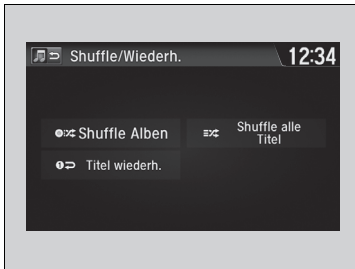 Shuffle/Wiederh.
12:34
Shuffle Alben
Shuffle alle
Titel
Titel wiederh.